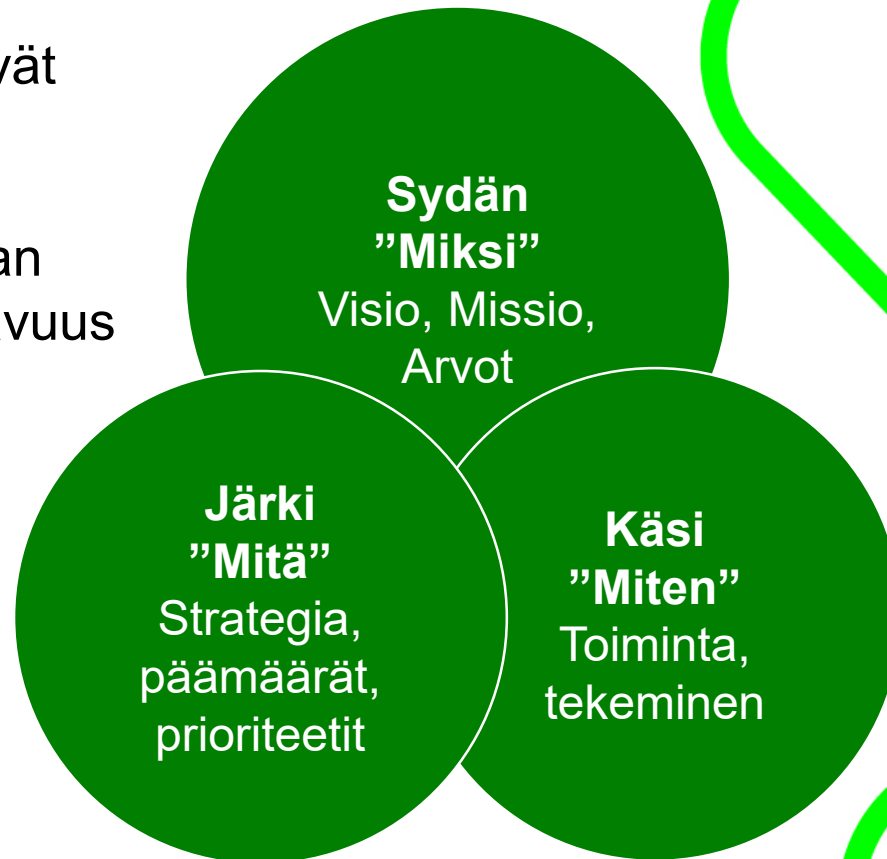 Sydän
”Miksi”
Visio, Missio,
Arvot
Järki
”Mitä”
Strategia,
päämäärät,
prioriteetit
Käsi
”Miten”
Toiminta,
tekeminen